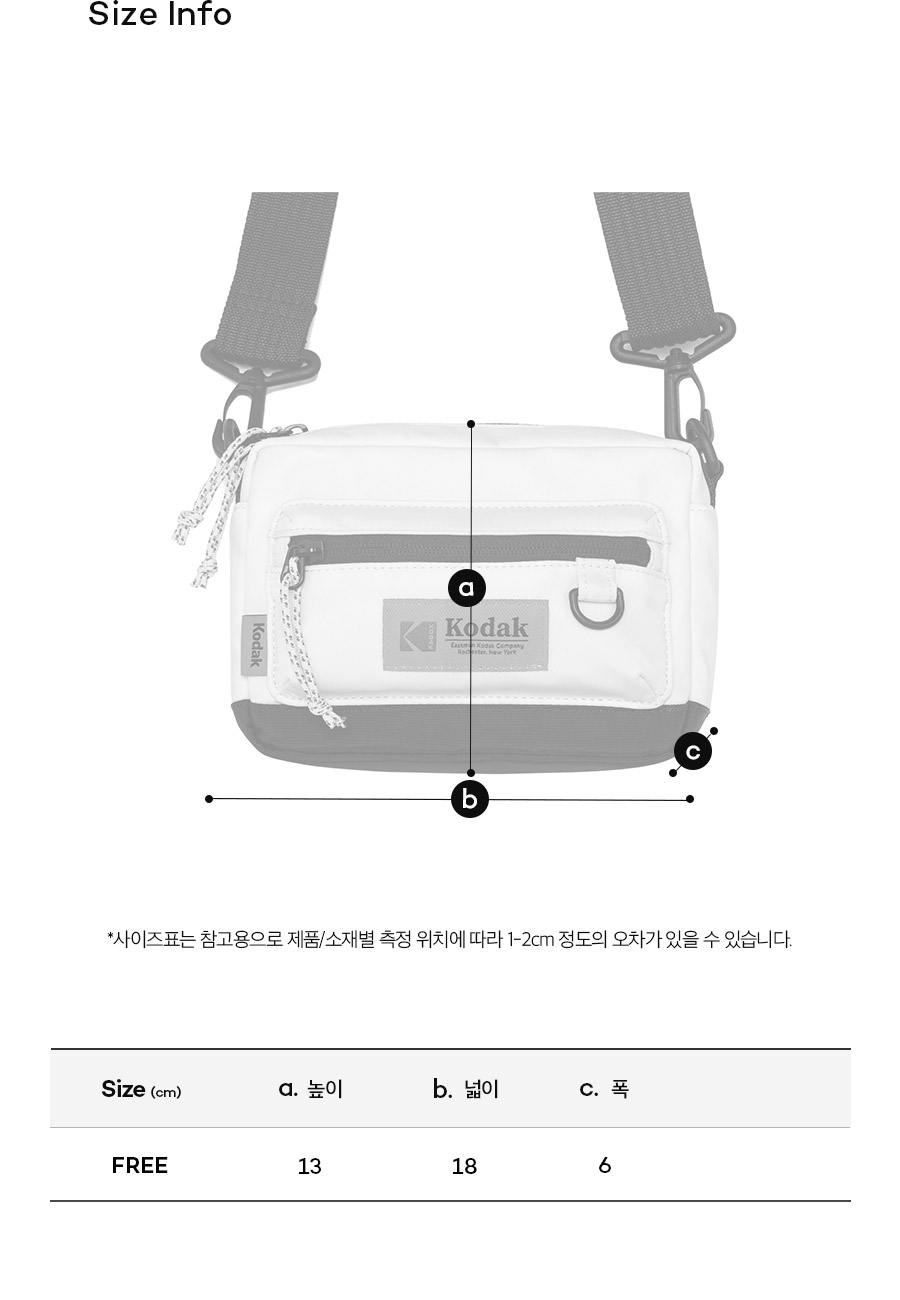 Size Info
a
Kodak
KODAK
Eastman Kodak Company
Rochester, New York
Kodak
c
b
*사이즈표는 참고용으로 제품/소재별 측정 위치에 따라 1-2cm 정도의 오차가 있을 수 있습니다.
Size (cm) a. 높이 b. 넓이 c. 폭
FREE 13 18 6